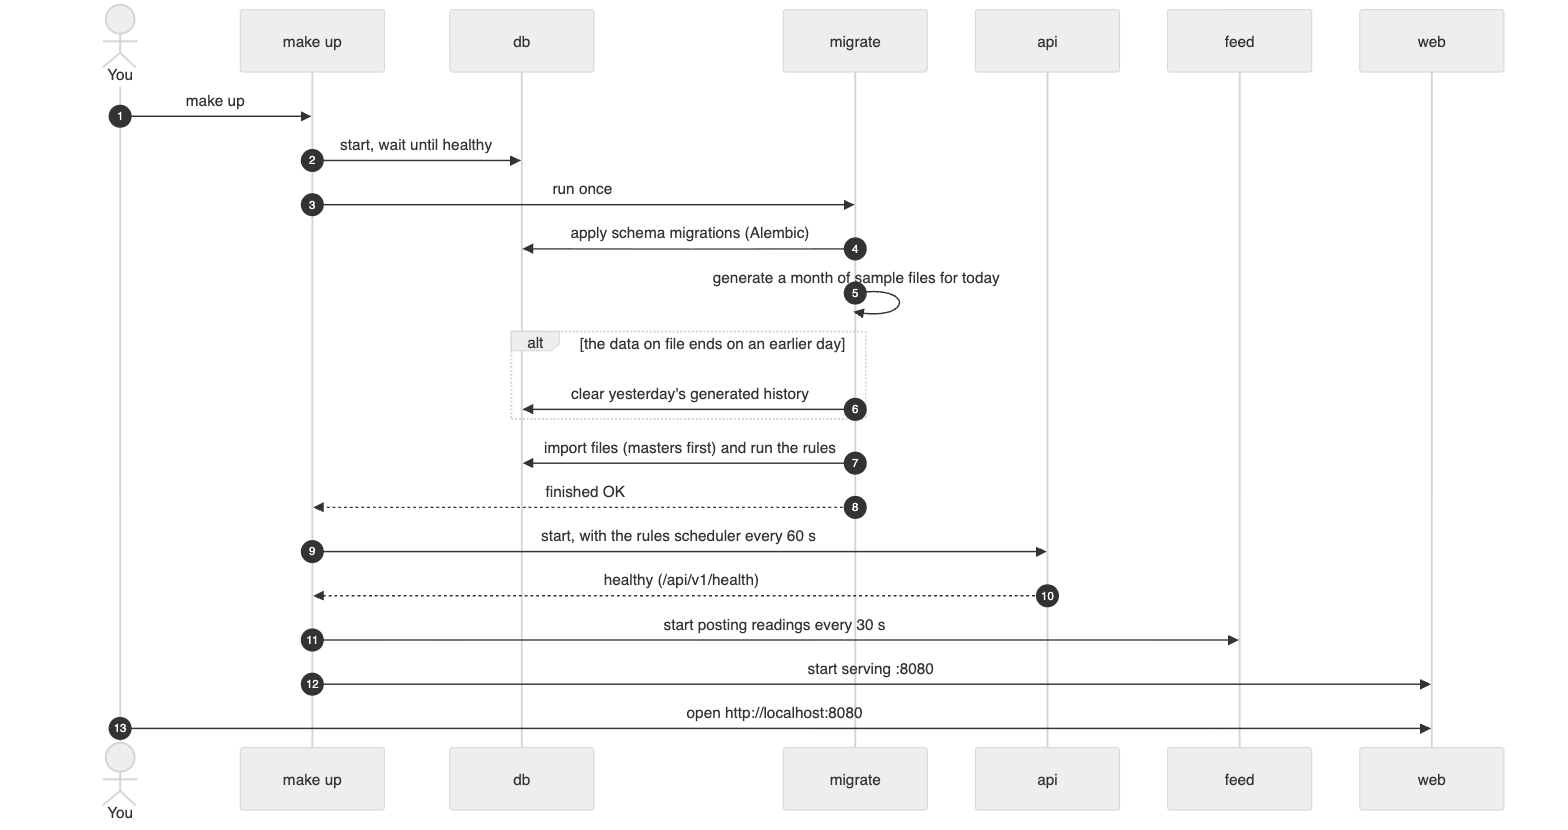 You
make up
db
migrate
api
feed
web
1
make up
2
start, wait until healthy
3
run once
apply schema migrations (Alembic)
4
generate a month of sample files for today
5
alt
[the data on file ends on an earlier day]
clear yesterday's generated history
6
import files (masters first) and run the rules
7
finished OK
8
9
start, with the rules scheduler every 60 s
healthy (/api/v1/health)
10
11
start posting readings every 30 s
12
start serving :8080
13
open http://localhost:8080
You
make up
db
migrate
api
feed
web